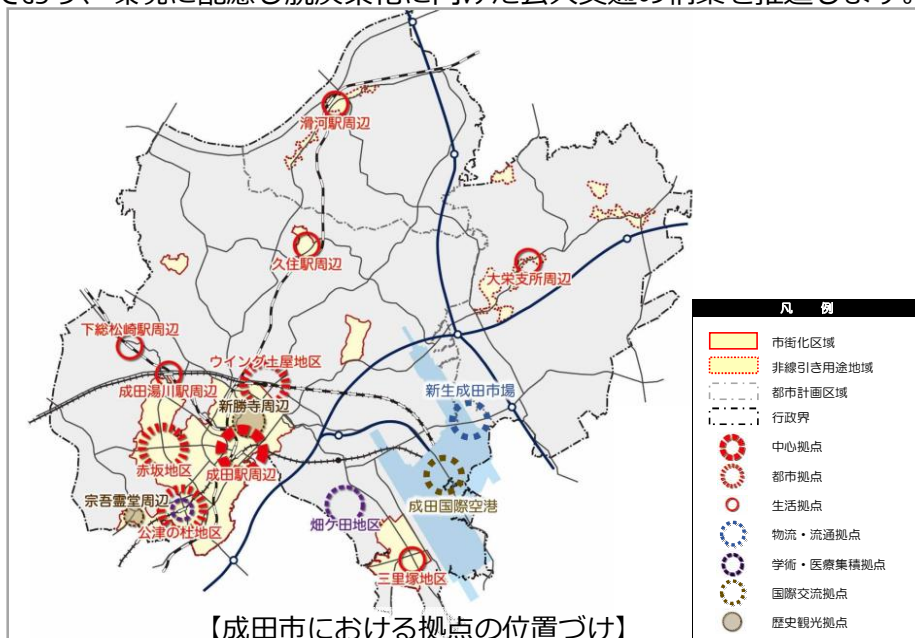 ており、環境に配慮し脱炭素化に向けた公共交通の構築を推進します。
滑河駅周辺
久住駅周辺
大栄支所周辺
下総松崎駅周辺
ウイング土屋地区
成田湯川駅周辺
新勝寺周辺
新生成田市場
赤坂地区
成田駅周辺
成田国際空港
宗吾霊堂周辺
畑ケ田地区
公津の杜地区
三里塚地区
【成田市における拠点の位置づけ】
凡 例
市街化区域
非線引き用途地域
都市計画区域
行政界
中心拠点
都市拠点
生活拠点
物流・流通拠点
学術・医療集積拠点
国際交流拠点
歴史観光拠点